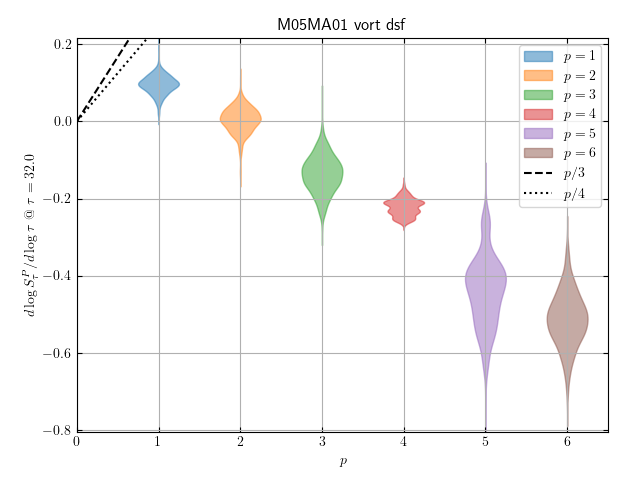 M05MA01 vort dsf
d log S_τ^P / d log τ @ τ = 32.0
0.2
0.0
−0.2
−0.4
−0.6
−0.8
0 1 2 3 4 5 6
p
p = 1
p = 2
p = 3
p = 4
p = 5
p = 6
p/3
p/4